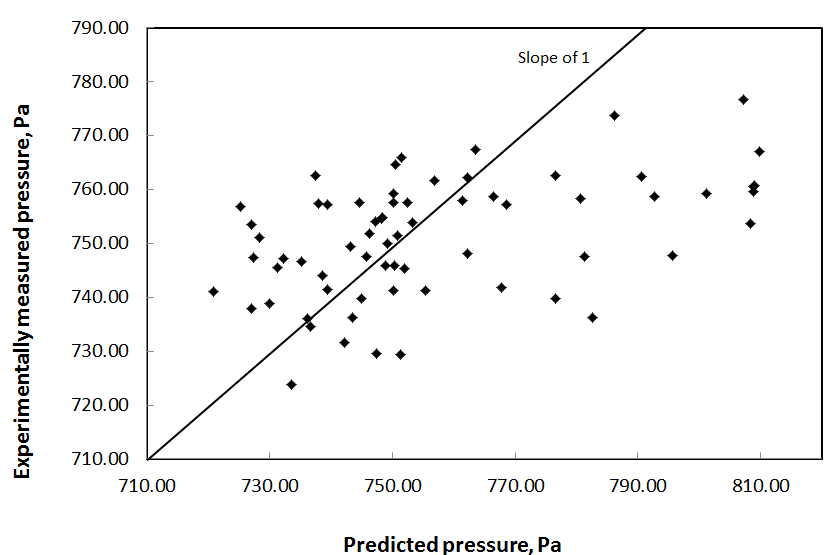 790.00
Slope of 1
780.00
770.00
760.00
750.00
740.00
730.00
720.00
710.00
Experimentally measured pressure, Pa
710.00 730.00 750.00 770.00 790.00 810.00
Predicted pressure, Pa